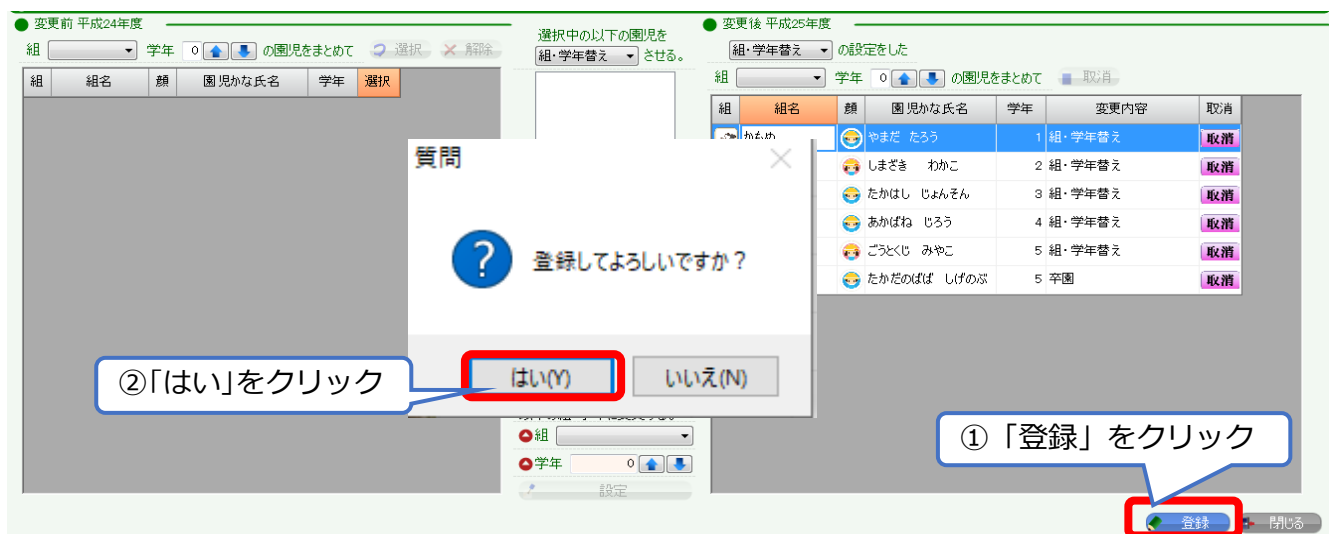 変更前 平成24年度
組 学年 0 の園児をまとめて 選択 解除
組 組名 顔 園児かな氏名 学年 選択
選択中の以下の園児を
組・学年替え させる。
変更後 平成25年度
組・学年替え の設定をした
組 学年 0 の園児をまとめて 取消
組 組名 顔 園児かな氏名 学年 変更内容 取消
かもめ やまだ たろう 1 組・学年替え 取消
しまざき わかこ 2 組・学年替え 取消
たかはし じょんそん 3 組・学年替え 取消
あかばね じろう 4 組・学年替え 取消
ごうとくじ みやこ 5 組・学年替え 取消
たかだのばば しげのぶ 5 卒園 取消
質問
登録してよろしいですか？
はい(Y) いいえ(N)
②「はい」をクリック
組
学年 0
設定
①「登録」をクリック
登録 閉じる